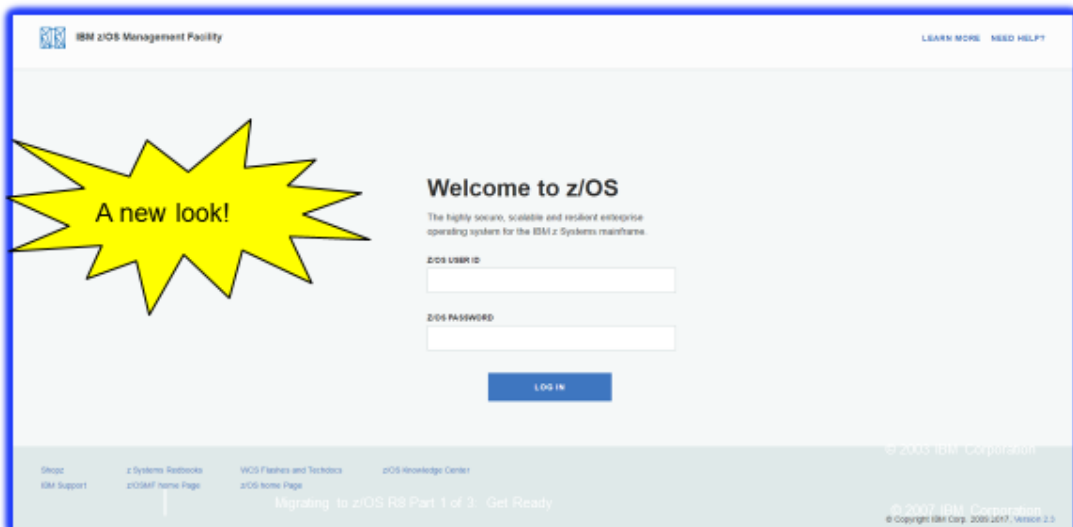 IBM z/OS Management Facility
LEARN MORE NEED HELP?
A new look!
Welcome to z/OS
The highly secure, scalable and resilient enterprise
operating system for the IBM z Systems mainframe.
Z/OS USER ID
Z/OS PASSWORD
LOG IN
© 2003 IBM Corporation
Shopz z Systems Redbooks WCS Flashes and Techdocs z/OS Knowledge Center
IBM Support z/OSMF home Page z/OS home Page
Migrating to z/OS R8 Part 1 of 3: Get Ready
© 2007 IBM Corporation
© Copyright IBM Corp. 2009-2017, Version 2.3